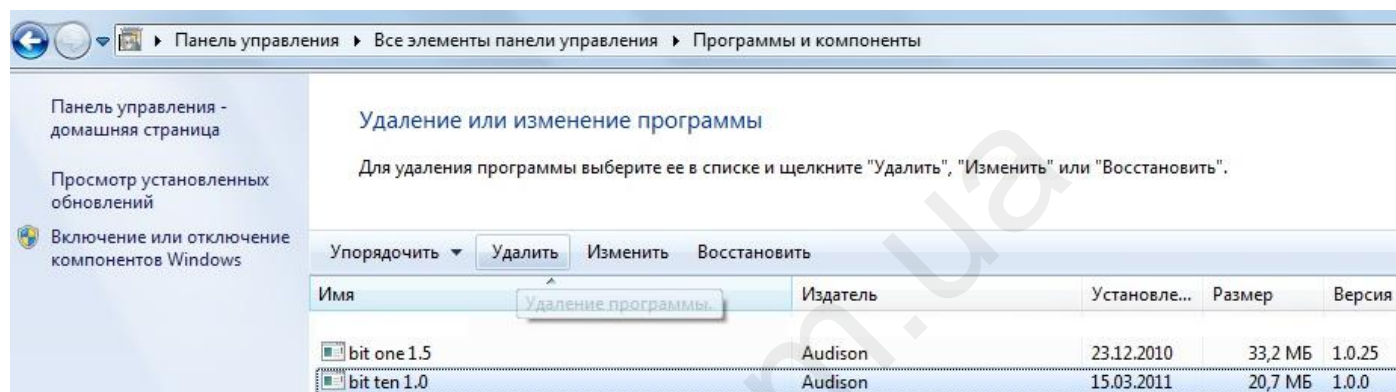 Панель управления ▸ Все элементы панели управления ▸ Программы и компоненты
Панель управления -
домашняя страница
Просмотр установленных
обновлений
Включение или отключение
компонентов Windows
Удаление или изменение программы
Для удаления программы выберите ее в списке и щелкните "Удалить", "Изменить" или "Восстановить".
Упорядочить Удалить Изменить Восстановить
Имя Издатель Установле... Размер Версия
Удаление программы.
bit one 1.5 Audison 23.12.2010 33,2 МБ 1.0.25
bit ten 1.0 Audison 15.03.2011 20,7 МБ 1.0.0
m.ua